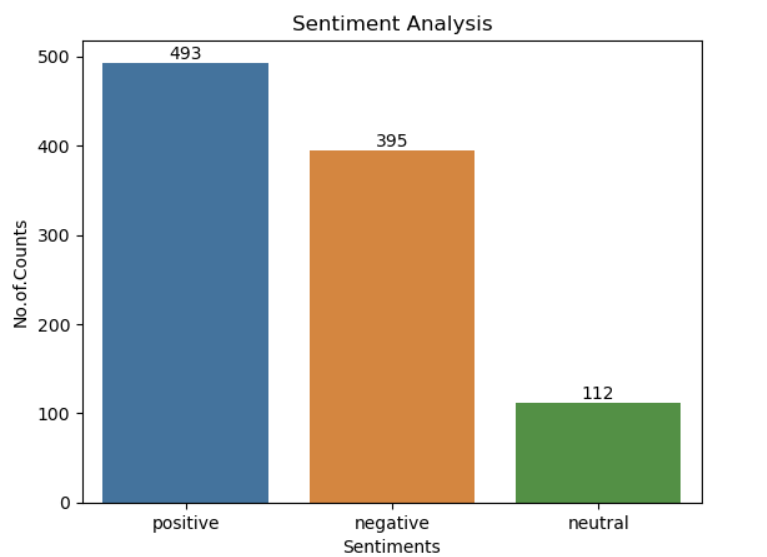 Sentiment Analysis
493
395
112
500
400
300
200
100
0
No.of.Counts
positive
negative
neutral
Sentiments